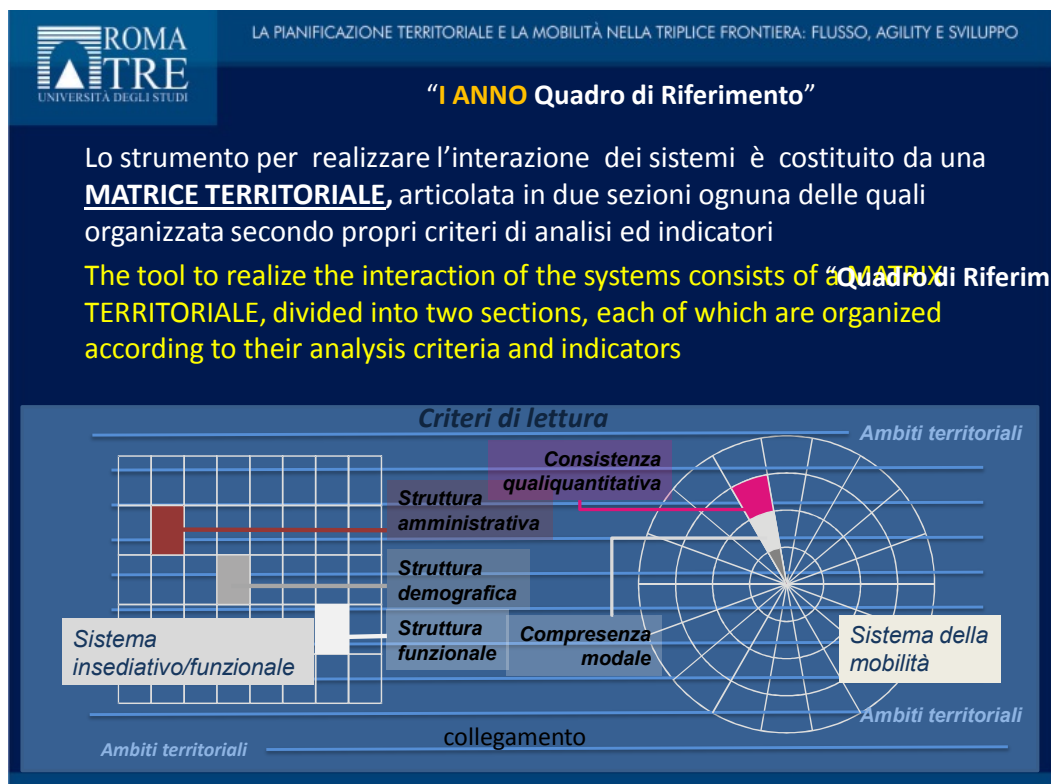 ROMA
TRE
UNIVERSITÀ DEGLI STUDI
LA PIANIFICAZIONE TERRITORIALE E LA MOBILITÀ NELLA TRIPLICE FRONTIERA: FLUSSO, AGILITY E SVILUPPO
“I ANNO Quadro di Riferimento”
Lo strumento per realizzare l’interazione dei sistemi è costituito da una
MATRICE TERRITORIALE, articolata in due sezioni ognuna delle quali
organizzata secondo propri criteri di analisi ed indicatori
The tool to realize the interaction of the systems consists of a MATRIX
“Quadro di Riferim
TERRITORIALE, divided into two sections, each of which are organized
according to their analysis criteria and indicators
Criteri di lettura
Ambiti territoriali
Consistenza
qualiquantitativa
Struttura
amministrativa
Struttura
demografica
Struttura
funzionale
Compresenza
modale
Sistema
insediativo/funzionale
Sistema della
mobilità
Ambiti territoriali
collegamento
Ambiti territoriali